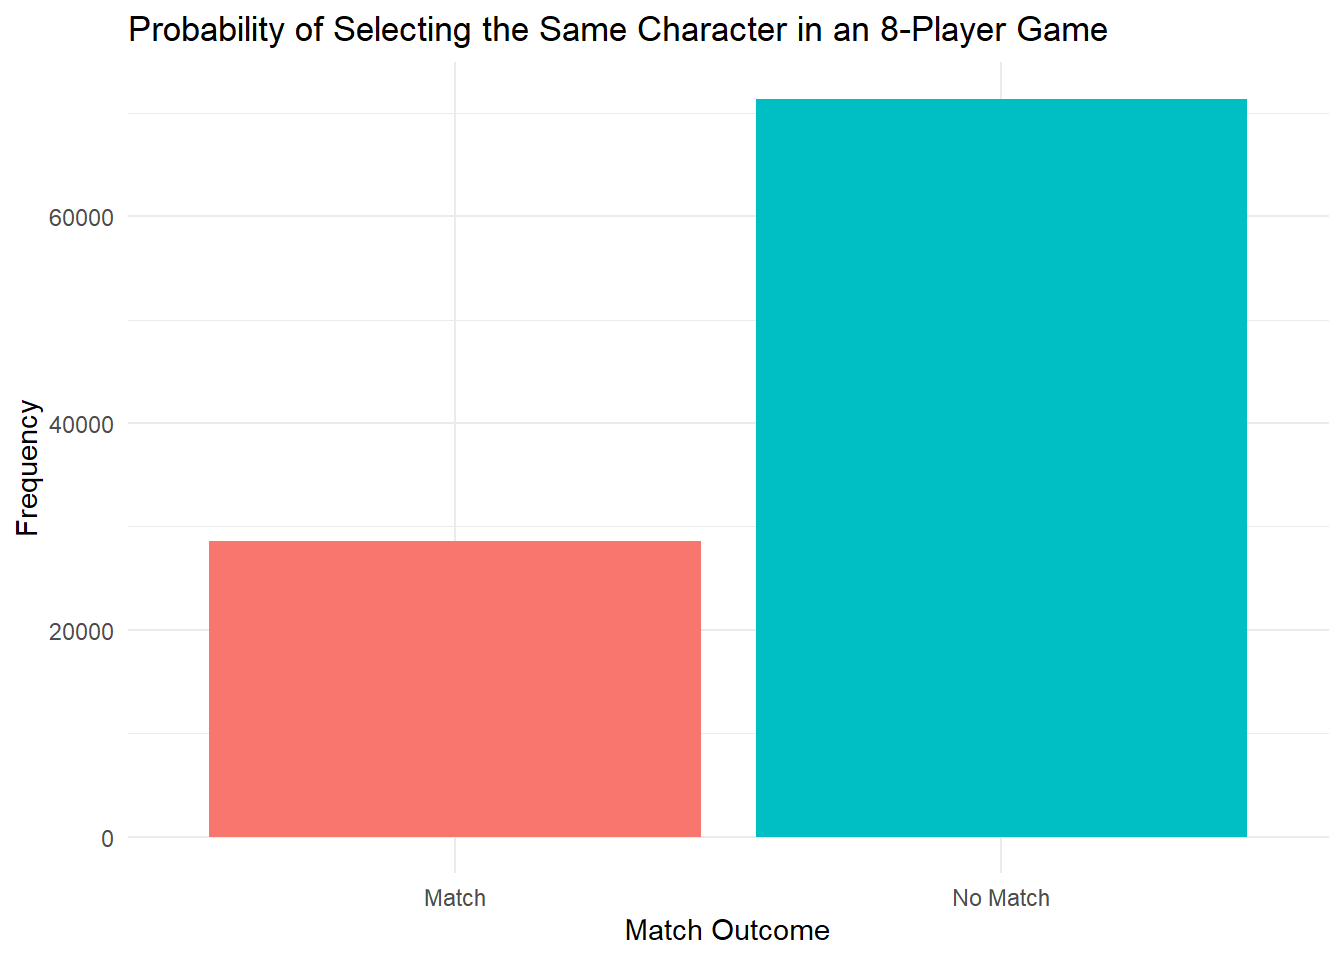 Probability of Selecting the Same Character in an 8-Player Game
60000
40000
20000
0
Frequency
Match
No Match
Match Outcome